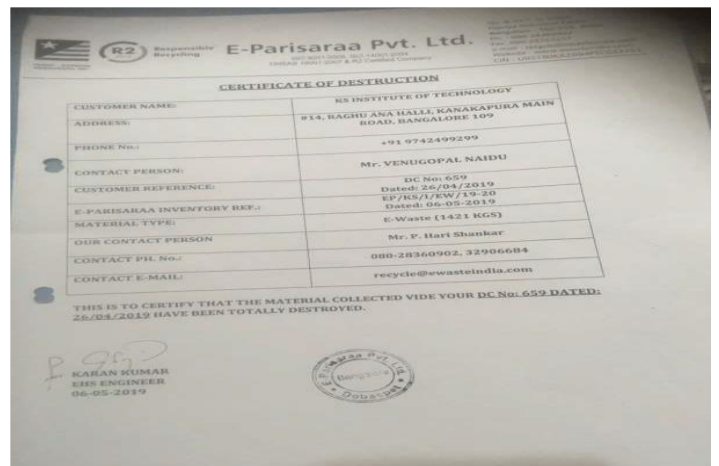 R2
Responsible
Recycling
E-Parisaraa Pvt. Ltd.
CERTIFICATE OF DESTRUCTION
CUSTOMER NAME: KS INSTITUTE OF TECHNOLOGY
ADDRESS: #14, RAGHU ANA HALLI, KANAKAPURA MAIN
ROAD, BANGALORE 109
PHONE No.: +91 9742499299
CONTACT PERSON: Mr. VENUGOPAL NAIDU
CUSTOMER REFERENCE: DC No: 659
Dated: 26/04/2019
E-PARISARAA INVENTORY REF.: EP/KS/I/EW/19-20
Dated: 06-05-2019
MATERIAL TYPE: E-Waste (1421 KGS)
OUR CONTACT PERSON Mr. P. Hari Shankar
CONTACT PH. No.: 080-28360902, 32906684
CONTACT E-MAIL: recycle@ewasteindia.com
THIS IS TO CERTIFY THAT THE MATERIAL COLLECTED VIDE YOUR DC No: 659 DATED:
26/04/2019 HAVE BEEN TOTALLY DESTROYED.
KARAN KUMAR
EHS ENGINEER
06-05-2019
E-Parisaraa Pvt. Ltd.
Bangalore
Dobaspet